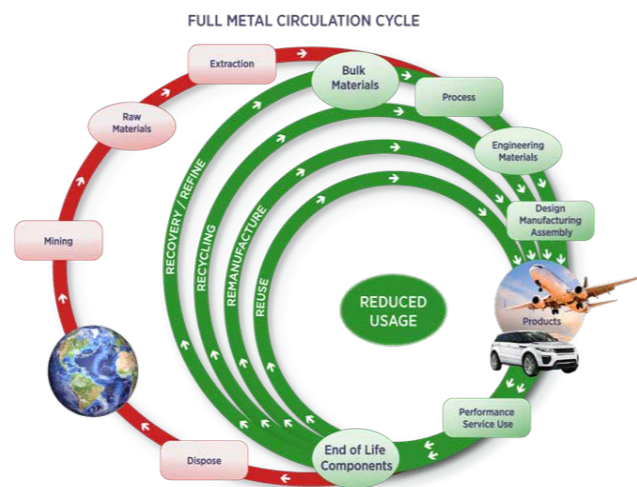 FULL METAL CIRCULATION CYCLE
Extraction
Bulk
Materials
Process
Raw
Materials
Engineering
Materials
Design
Manufacturing
Assembly
Mining
RECOVERY / REFINE
RECYCLING
REMANUFACTURE
REUSE
REDUCED
USAGE
Products
Performance
Service Use
End of Life
Components
Dispose